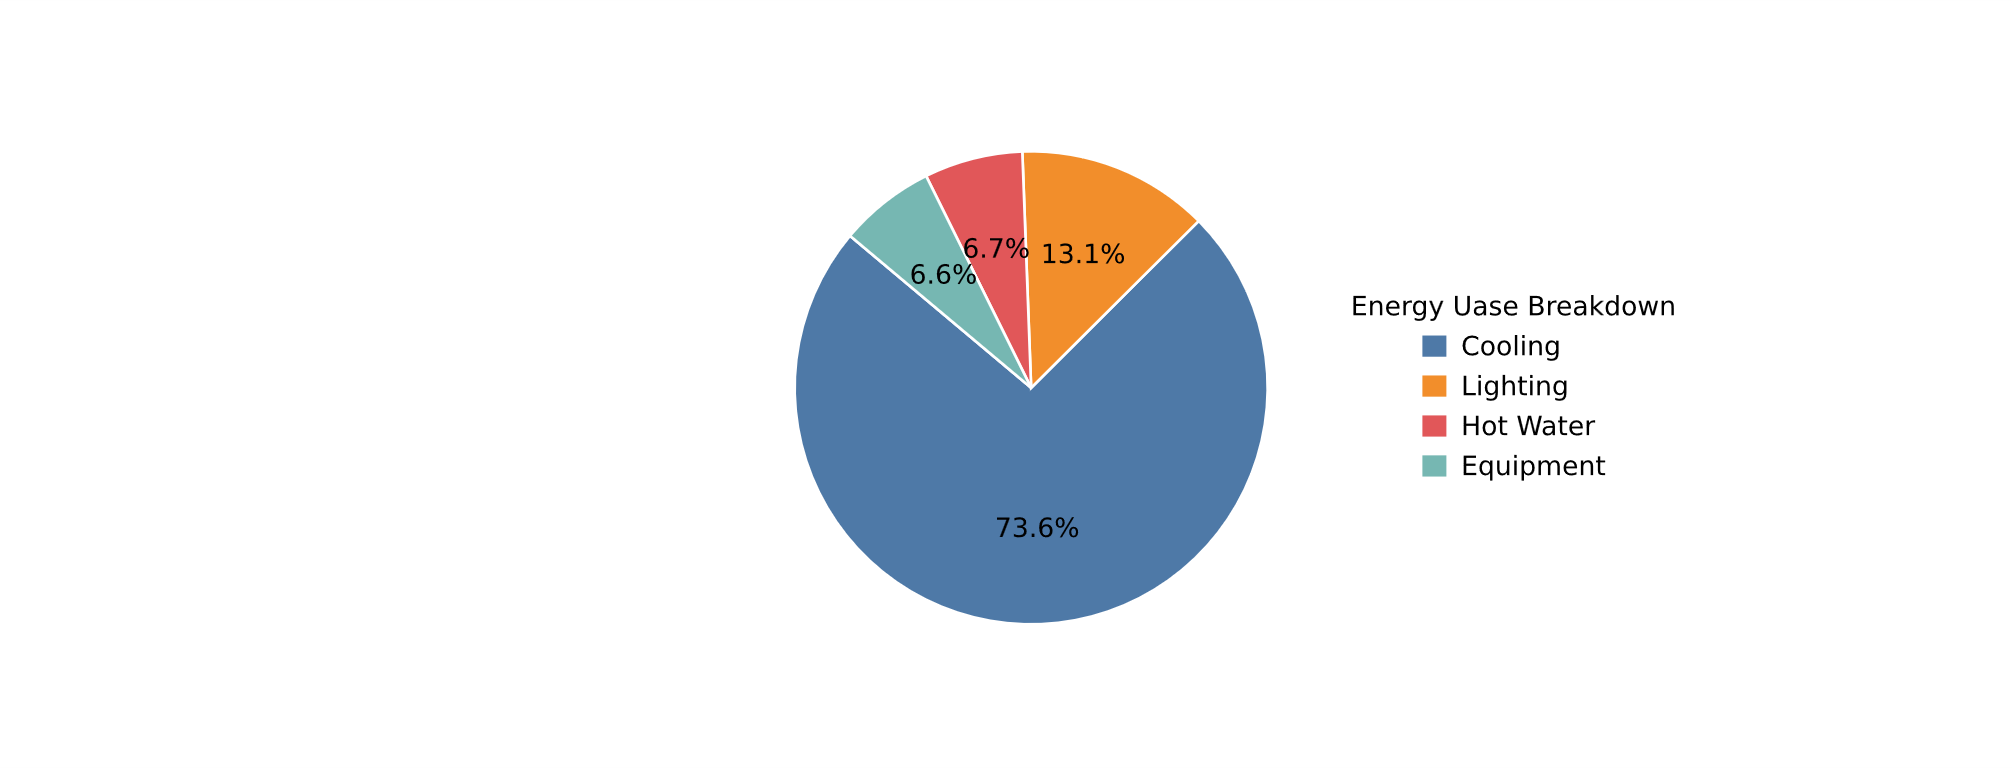 6.7%
13.1%
6.6%
73.6%
Energy Uase Breakdown
Cooling
Lighting
Hot Water
Equipment